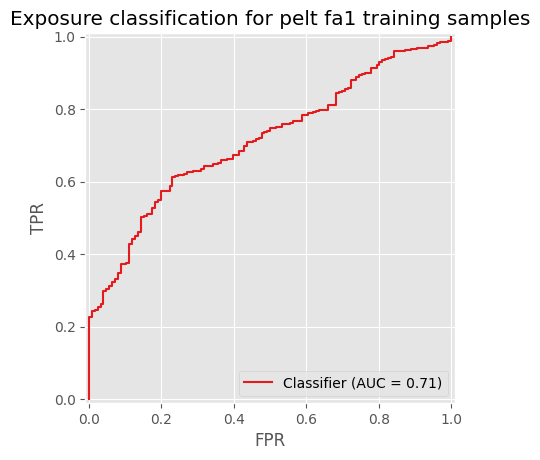 Exposure classification for pelt fa1 training samples
1.0
0.8
0.6
0.4
0.2
0.0
TPR
Classifier (AUC = 0.71)
0.0 0.2 0.4 0.6 0.8 1.0
FPR